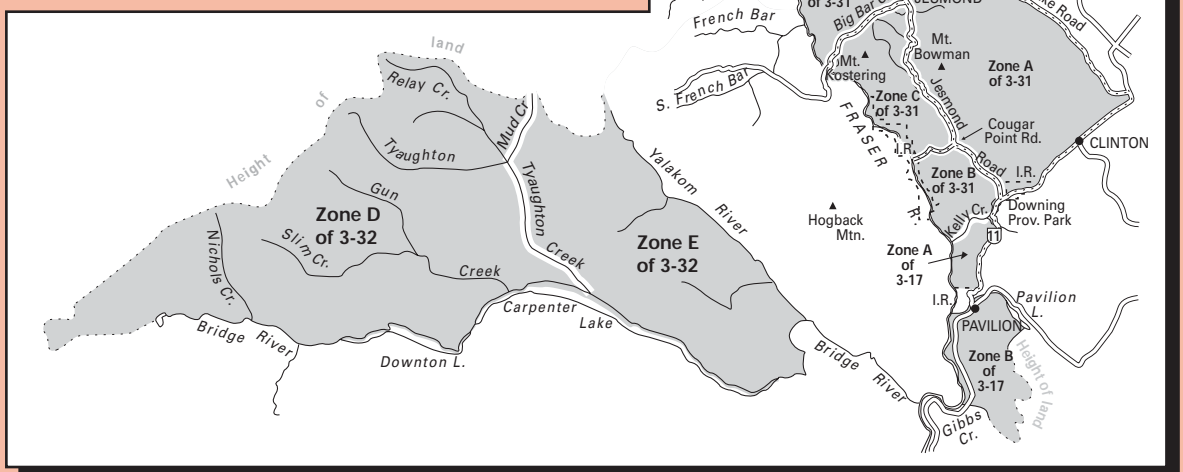 of 3-31
French Bar
Big Bar
JESMOND
Road
land
Mt.
Bowman
Mt.
Kostering
Zone A
of 3-31
Relay Cr.
S. French Bar
Zone C
of 3-31
Jesmond
of
Mud Cr
FRASER
Cougar
Point Rd.
CLINTON
Tyaughton
I.R.
Road
I.R.
Height
Yalakom
Tyaughton
Zone B
of 3-31
Gun
Zone D
of 3-32
River
R.
Hogback
Mtn.
Kelly Cr.
Downing
Prov. Park
Nichols Cr.
Slim Cr.
Zone E
of 3-32
11
Creek
Creek
Zone A
of
3-17
Carpenter
Lake
I.R.
Pavilion
L.
Bridge
River
PAVILION
Downton L.
Bridge
River
Zone B
of
3-17
Height of land
Gibbs
Cr.